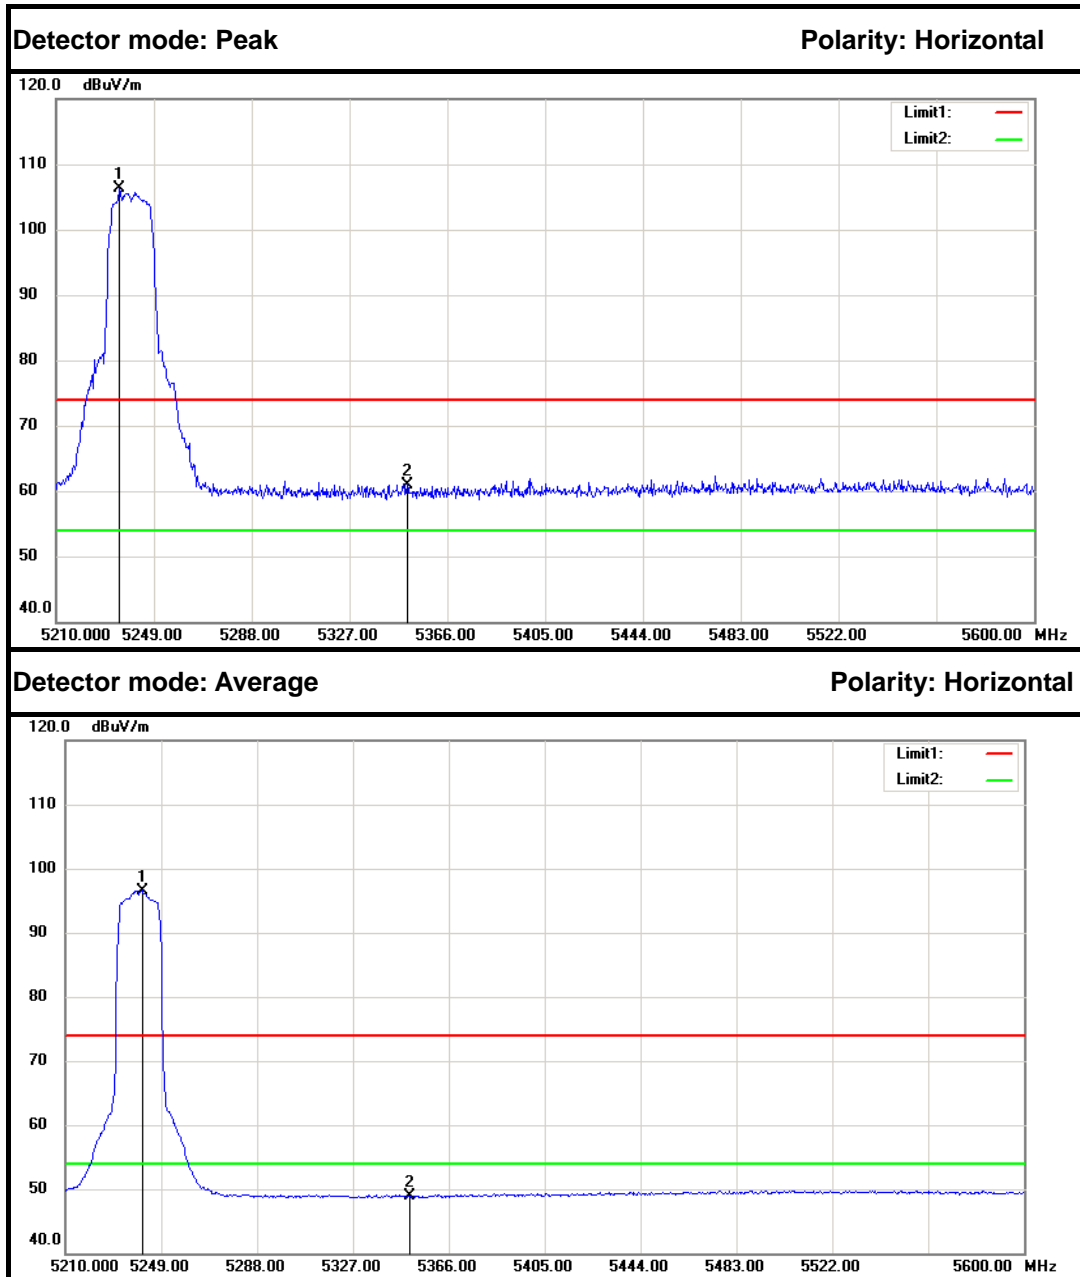 Detector mode: Peak Polarity: Horizontal
120.0 dBuV/m
Limit1:
Limit2:
110
1
100
90
80
70
2
60
50
40.0
5210.000 5249.00 5288.00 5327.00 5366.00 5405.00 5444.00 5483.00 5522.00 5600.00 MHz
Detector mode: Average Polarity: Horizontal
120.0 dBuV/m
Limit1:
Limit2:
110
100
1
90
80
70
60
50
2
40.0
5210.000 5249.00 5288.00 5327.00 5366.00 5405.00 5444.00 5483.00 5522.00 5600.00 MHz